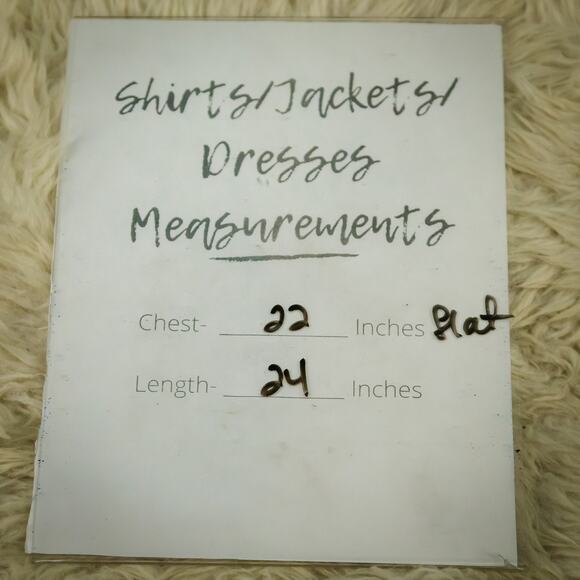 Shirts/Jackets/
Dresses
Measurements
Chest- 22 Inches flat
Length- 24 Inches